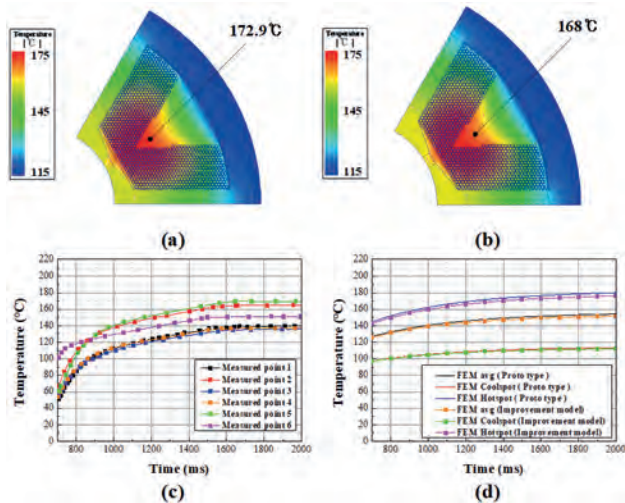 Temperature
[℃]
175
145
115
172.9℃
(a)
Temperature
[℃]
175
145
115
168℃
(b)
Temperature (°C)
220
200
180
160
140
120
100
80
60
40
20
0
800 1000 1200 1400 1600 1800 2000
Time (ms)
Measured point 1
Measured point 2
Measured point 3
Measured point 4
Measured point 5
Measured point 6
(c)
Temperature (°C)
220
200
180
160
140
120
100
80
60
40
20
0
800 1000 1200 1400 1600 1800 2000
Time (ms)
FEM avg ( Proto type )
FEM Coolspot ( Proto type )
FEM Hotspot ( Proto type )
FEM avg (Improvement model)
FEM Coolspot (Improvement model)
FEM Hotspot (Improvement model)
(d)